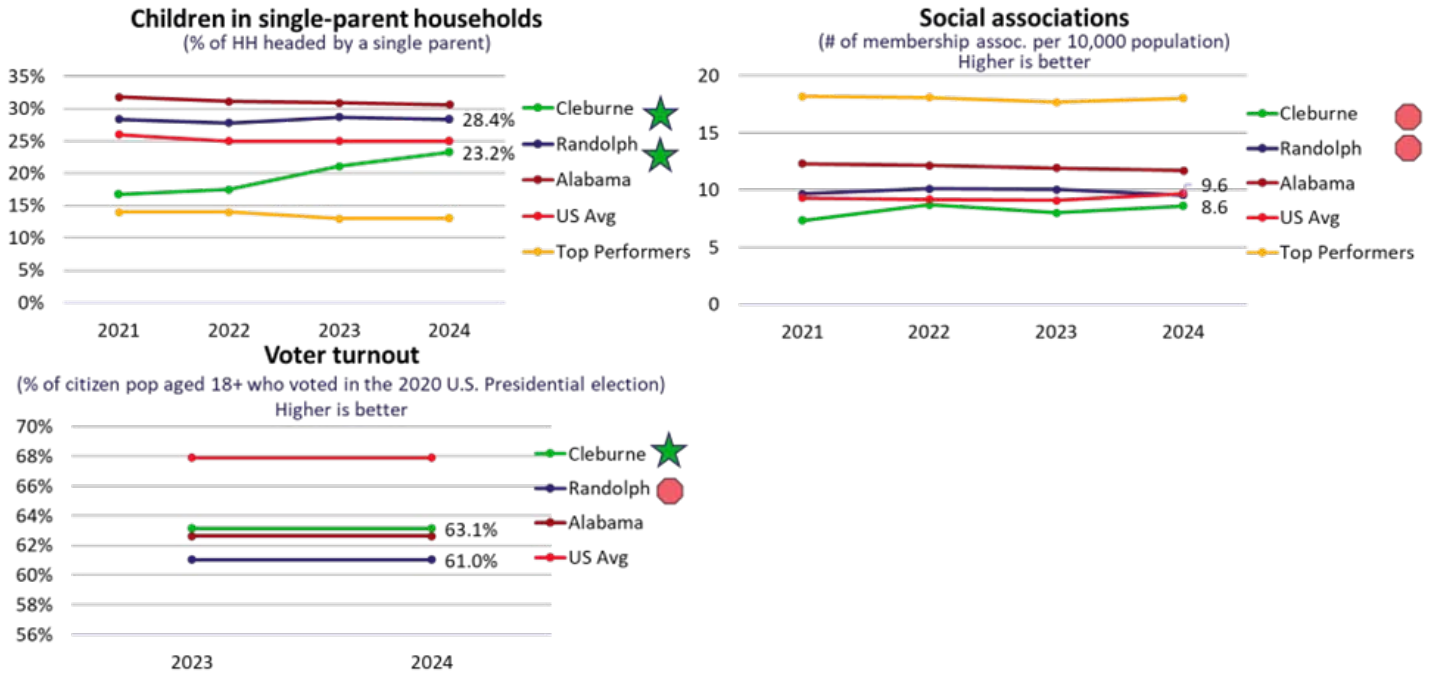 Children in single-parent households
(% of HH headed by a single parent)
35%
30%
25%
20%
15%
10%
5%
0%
28.4%
23.2%
2021 2022 2023 2024
Cleburne
Randolph
Alabama
US Avg
Top Performers
Social associations
(# of membership assoc. per 10,000 population)
Higher is better
20
15
10
5
0
9.6
8.6
2021 2022 2023 2024
Cleburne
Randolph
Alabama
US Avg
Top Performers
Voter turnout
(% of citizen pop aged 18+ who voted in the 2020 U.S. Presidential election)
Higher is better
70%
68%
66%
64%
62%
60%
58%
56%
63.1%
61.0%
2023 2024
Cleburne
Randolph
Alabama
US Avg